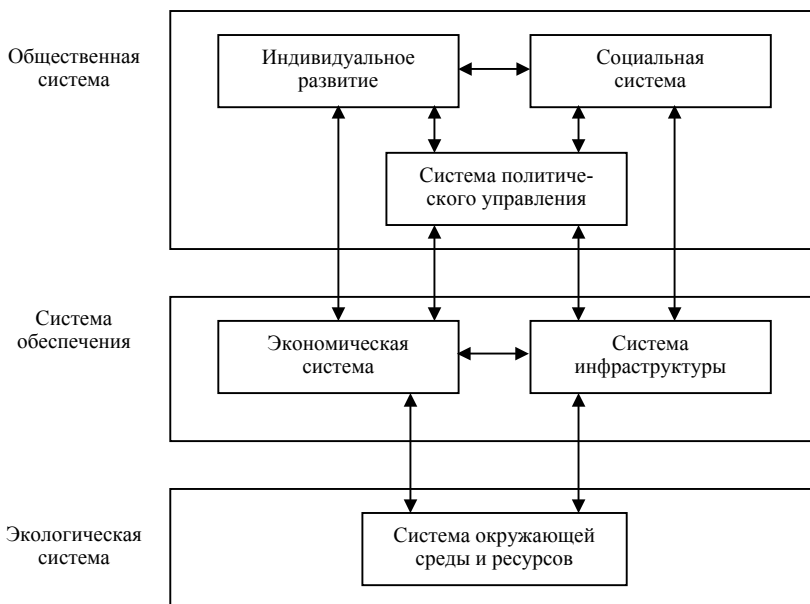 Общественная
система
Индивидуальное
развитие
Социальная
система
Система политиче-
ского управления
Система
обеспечения
Экономическая
система
Система
инфраструктуры
Экологическая
система
Система окружающей
среды и ресурсов